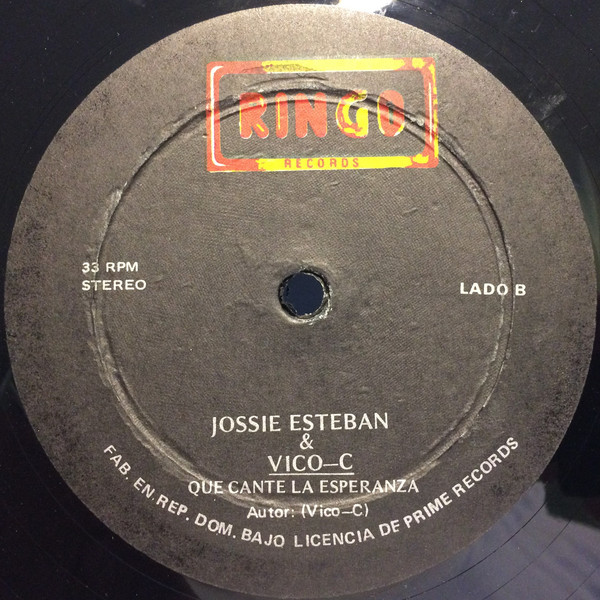 RINGO
RECORDS
33 RPM
STEREO
LADO B
JOSSIE ESTEBAN
&
VICO-C
QUE CANTE LA ESPERANZA
Autor: (Vico-C)
FAB. EN.REP. DOM. BAJO LICENCIA DE PRIME RECORDS